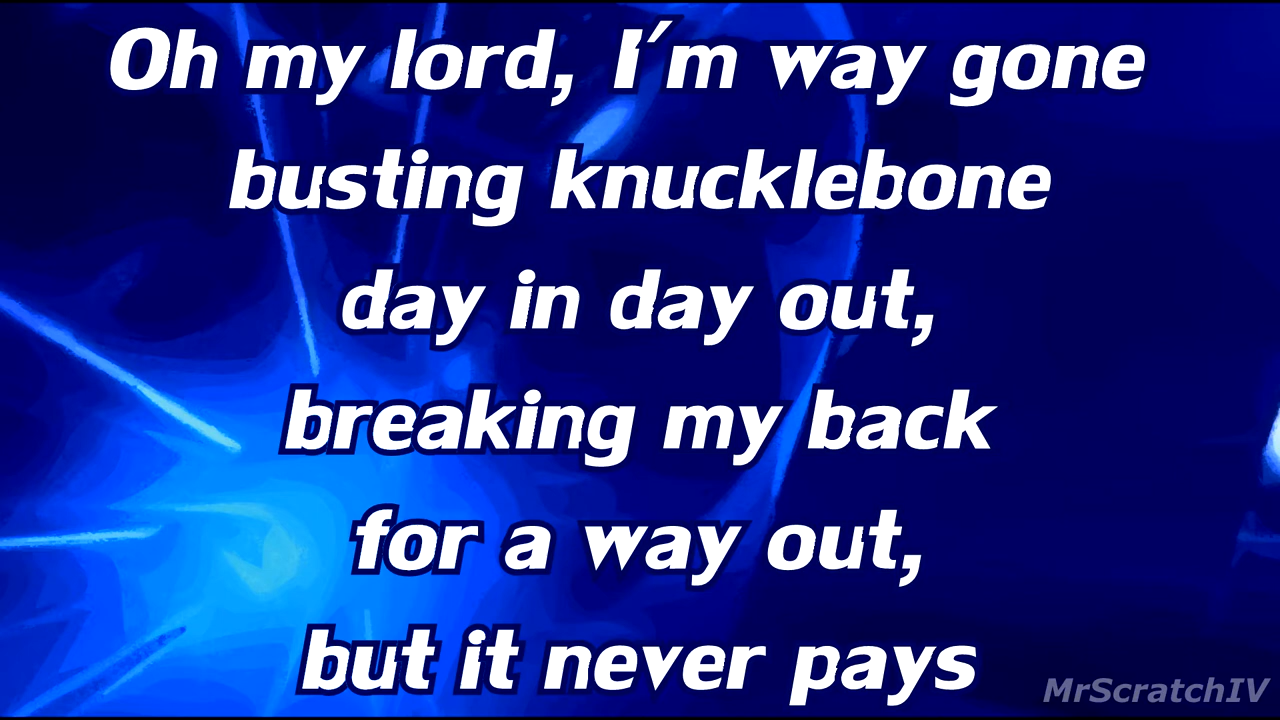 Oh my lord, I'm way gone
busting knucklebone
day in day out,
breaking my back
for a way out,
but it never pays
MrScratchIV